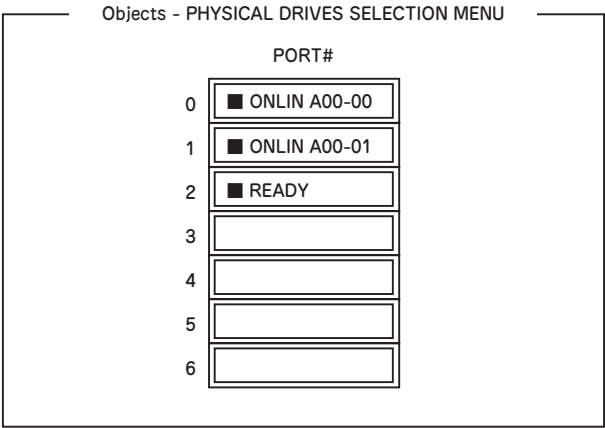 Objects - PHYSICAL DRIVES SELECTION MENU
PORT#
0 ■ ONLIN A00-00
1 ■ ONLIN A00-01
2 ■ READY
3
4
5
6